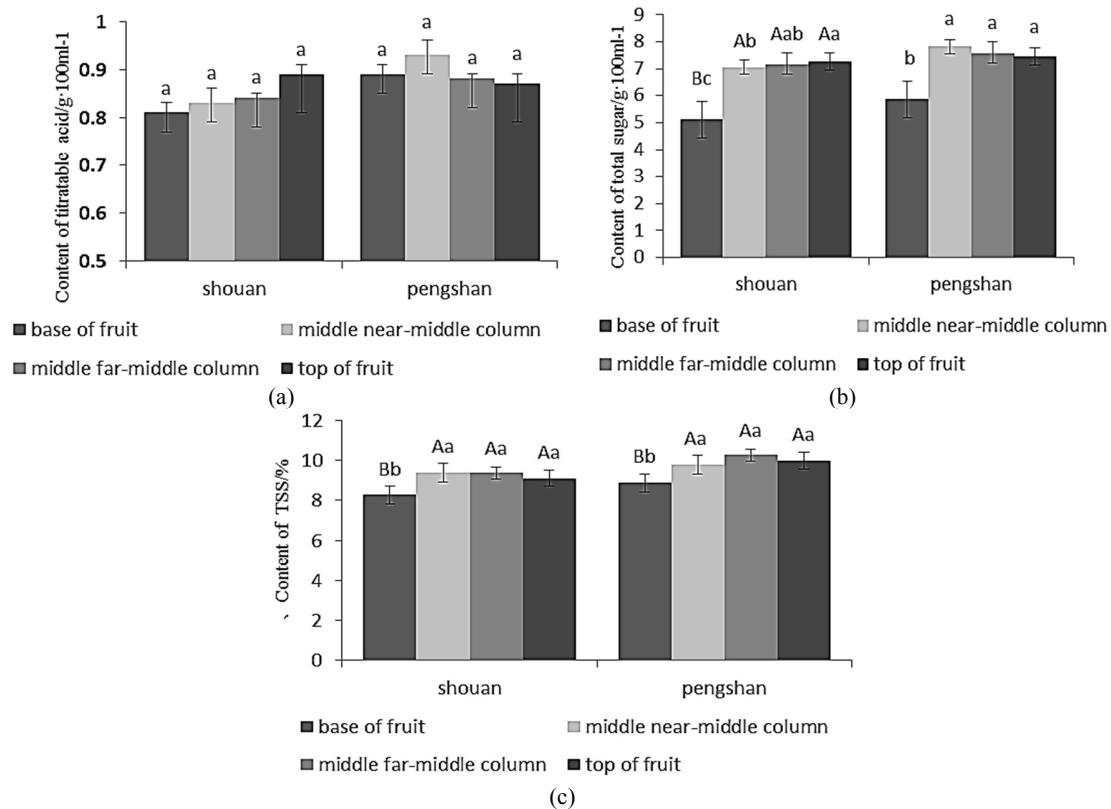 Content of titratable acid/g·100ml-1
1
0.9
0.8
0.7
0.6
0.5
a a a a a a a a
shouan pengshan
base of fruit middle near-middle column
middle far-middle column top of fruit
(a)
Content of total sugar/g·100ml-1
9
8
7
6
5
4
3
2
1
0
Bc Ab Aab Aa b a a a
shouan pengshan
base of fruit middle near-middle column
middle far-middle column top of fruit
(b)
、Content of TSS/%
12
10
8
6
4
2
0
Bb Aa Aa Aa Bb Aa Aa Aa
shouan pengshan
base of fruit middle near-middle column
middle far-middle column top of fruit
(c)